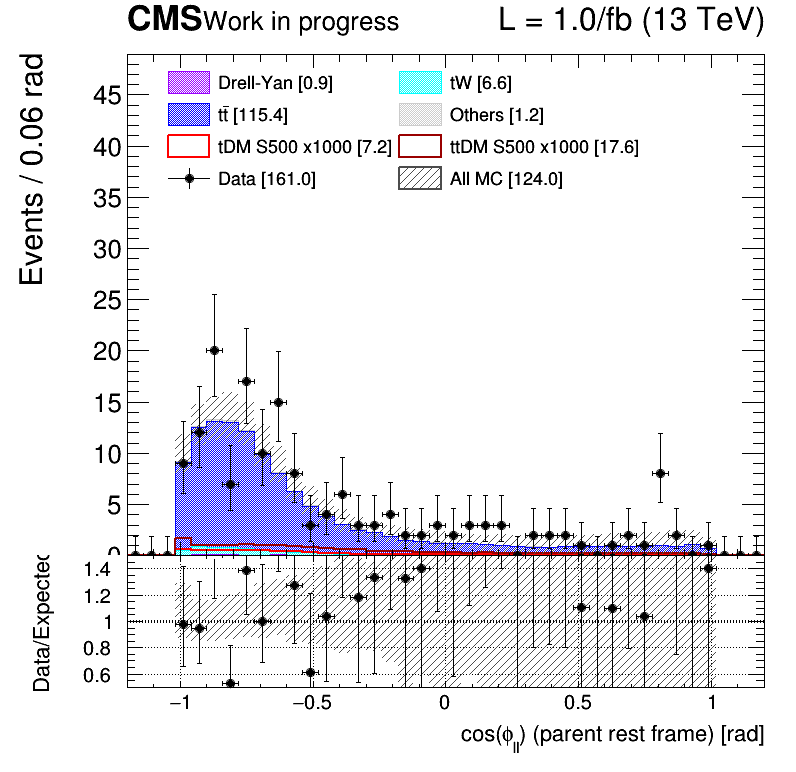 CMS Work in progress L = 1.0/fb (13 TeV)
Events / 0.06 rad
Drell-Yan [0.9] tW [6.6]
tt̄ [115.4] Others [1.2]
tDM S500 x1000 [7.2] ttDM S500 x1000 [17.6]
Data [161.0] All MC [124.0]
45
40
35
30
25
20
15
10
5
0
Data/Expected
1.4
1.2
1
0.8
0.6
−1 −0.5 0 0.5 1
cos(ϕ_ll) (parent rest frame) [rad]